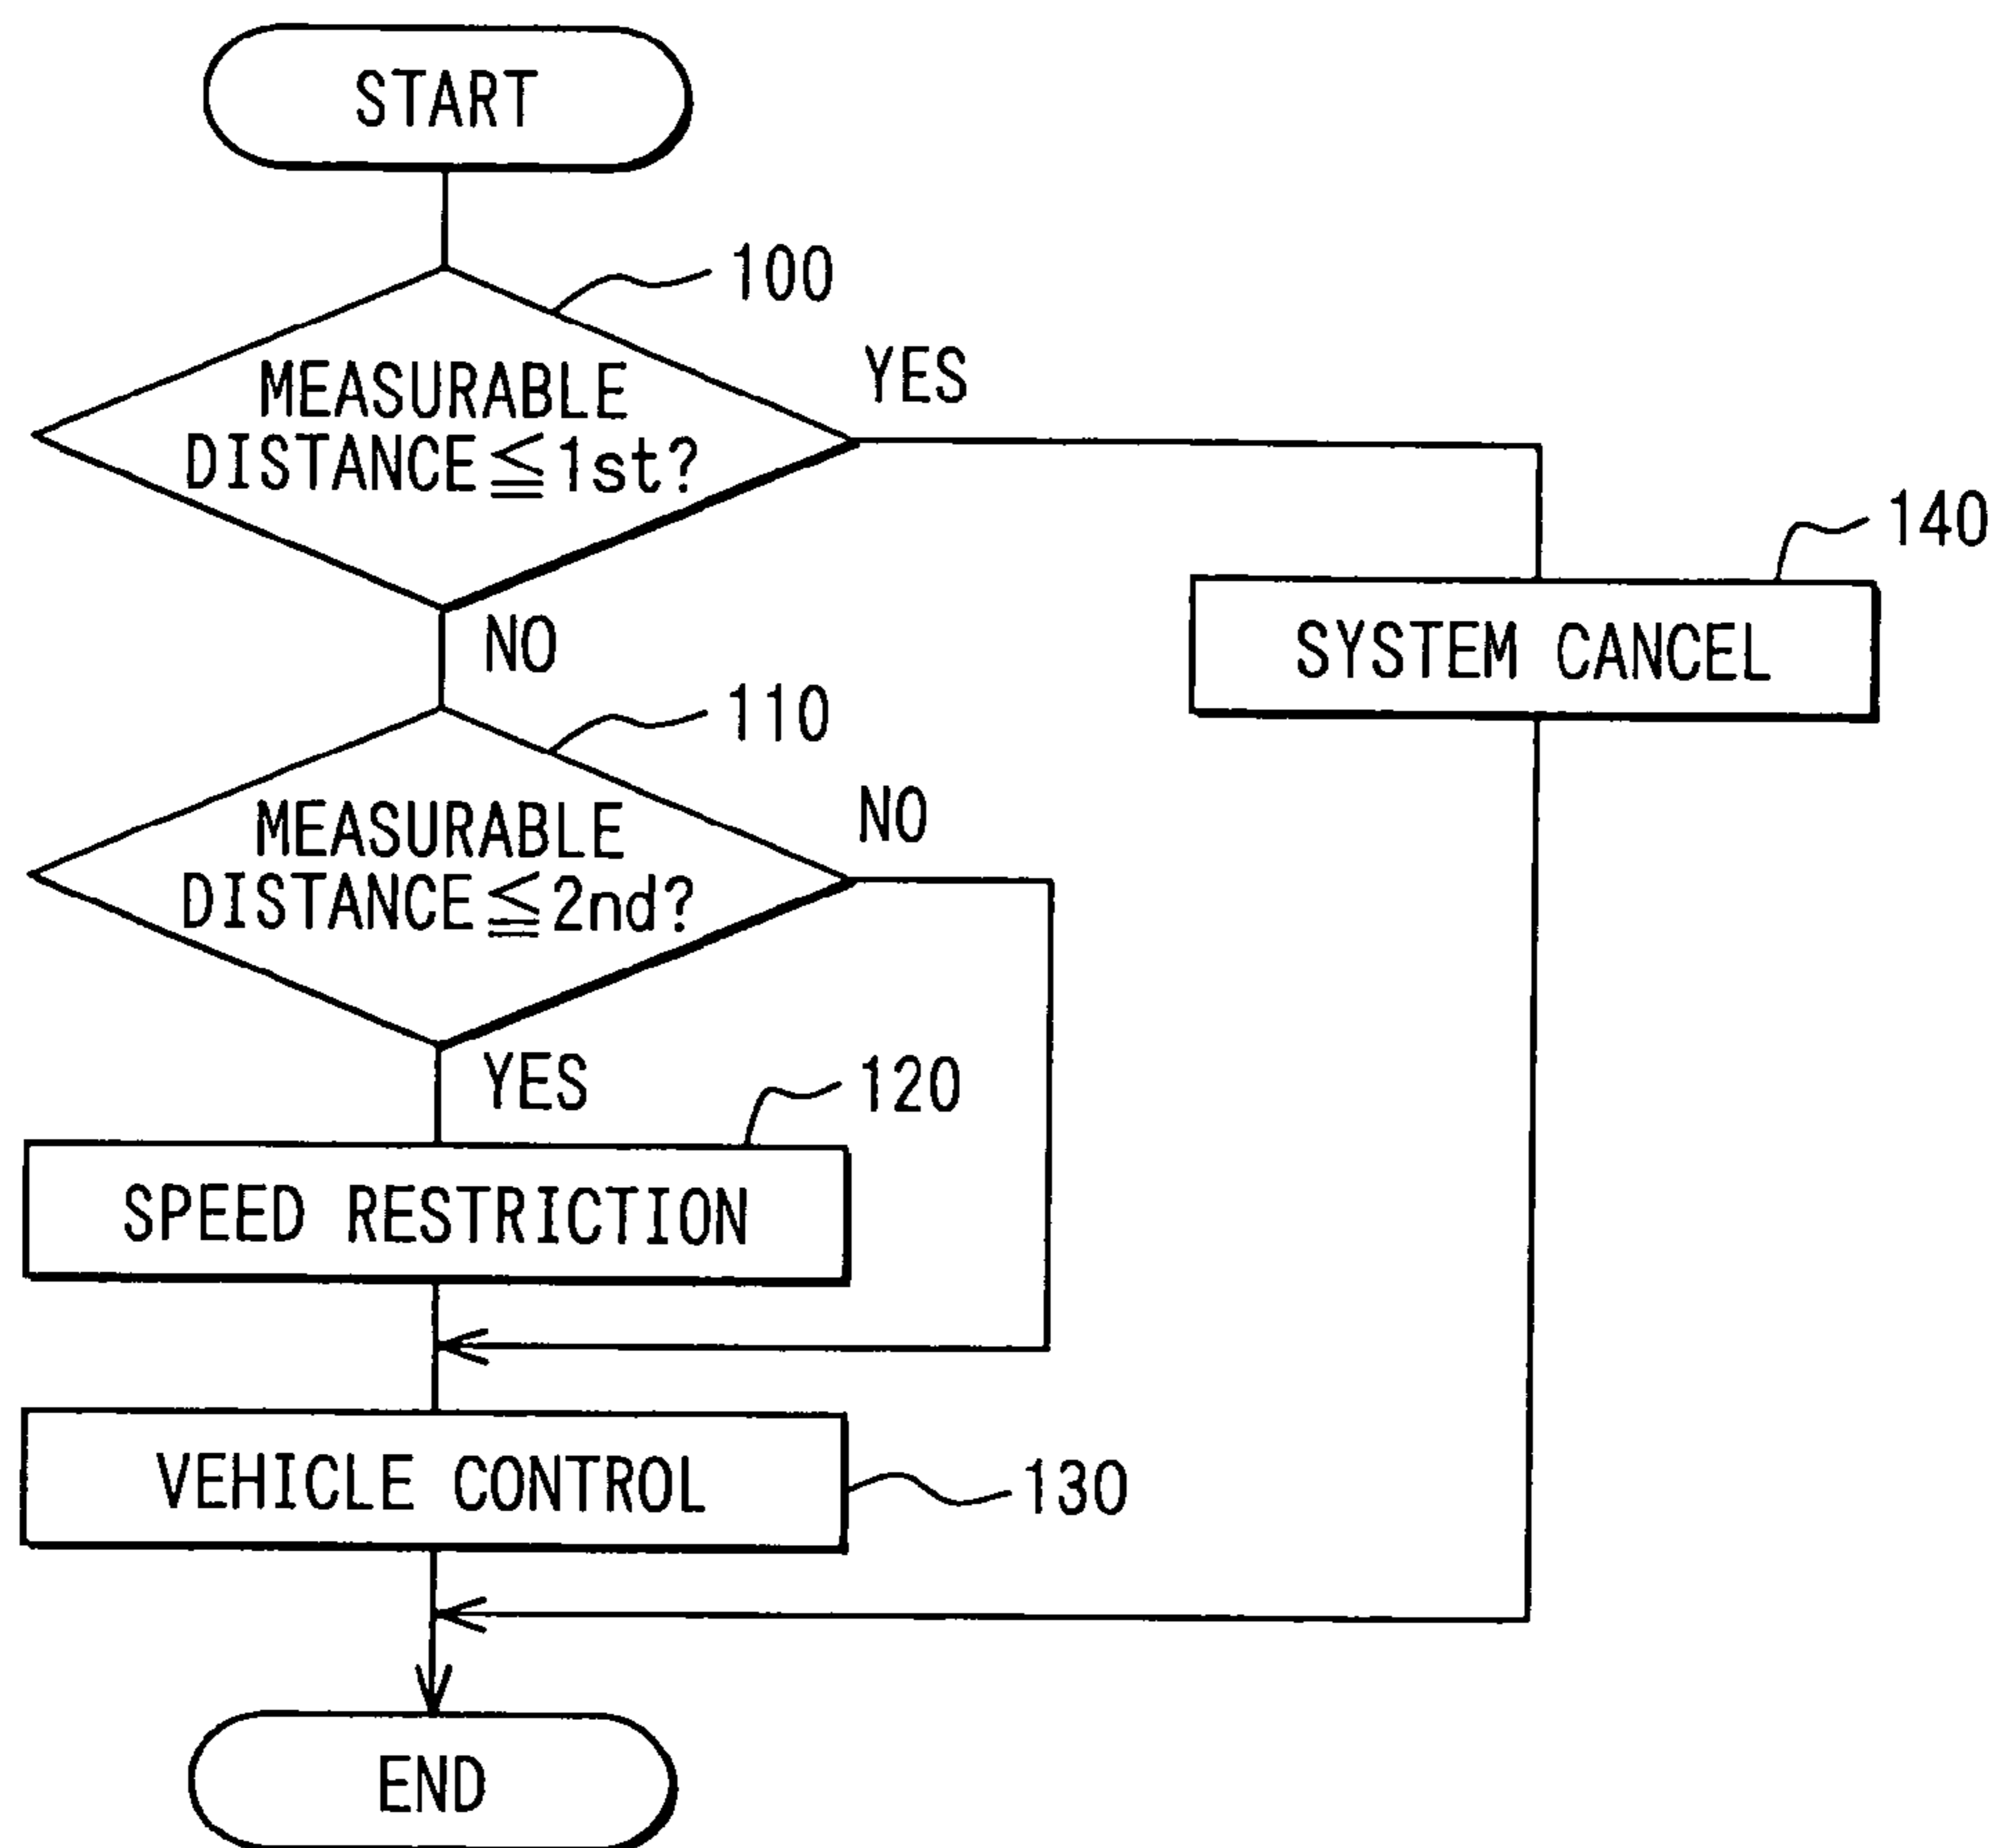 START
100
MEASURABLE
DISTANCE≦1st?
YES
NO
140
SYSTEM CANCEL
110
MEASURABLE
DISTANCE≦2nd?
NO
YES
120
SPEED RESTRICTION
VEHICLE CONTROL
130
END